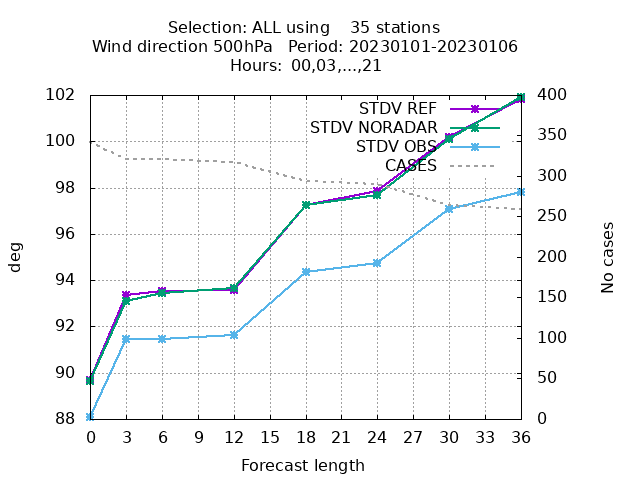 Selection: ALL using    35 stations
Wind direction 500hPa   Period: 20230101-20230106
Hours:  00,03,...,21
102
100
98
96
94
92
90
88
deg
STDV REF
STDV NORADAR
STDV OBS
CASES
400
350
300
250
200
150
100
50
0
No cases
0 3 6 9 12 15 18 21 24 27 30 33 36
Forecast length